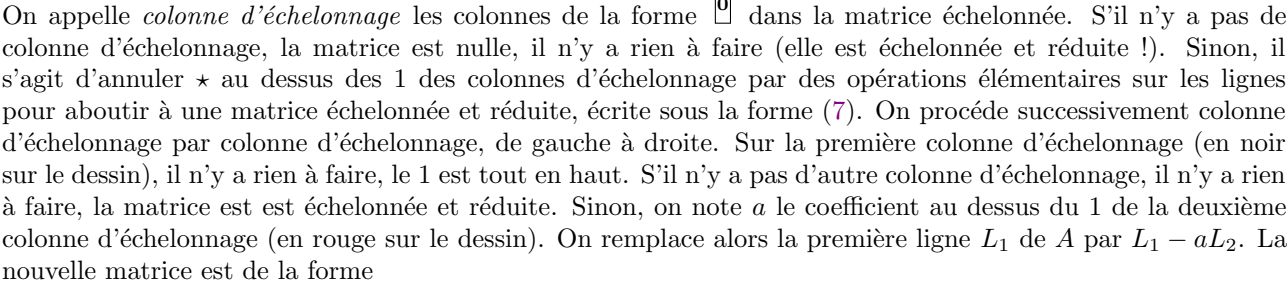 On appelle colonne d'échelonnage les colonnes de la forme 0 dans la matrice échelonnée. S'il n'y a pas de
colonne d'échelonnage, la matrice est nulle, il n'y a rien à faire (elle est échelonnée et réduite !). Sinon, il
s'agit d'annuler ⋆ au dessus des 1 des colonnes d'échelonnage par des opérations élémentaires sur les lignes
pour aboutir à une matrice échelonnée et réduite, écrite sous la forme (7). On procéde successivement colonne
d'échelonnage par colonne d'échelonnage, de gauche à droite. Sur la première colonne d'échelonnage (en noir
sur le dessin), il n'y a rien à faire, le 1 est tout en haut. S'il n'y a pas d'autre colonne d'échelonnage, il n'y a rien
à faire, la matrice est est échelonnée et réduite. Sinon, on note a le coefficient au dessus du 1 de la deuxième
colonne d'échelonnage (en rouge sur le dessin). On remplace alors la première ligne L₁ de A par L₁ − aL₂. La
nouvelle matrice est de la forme